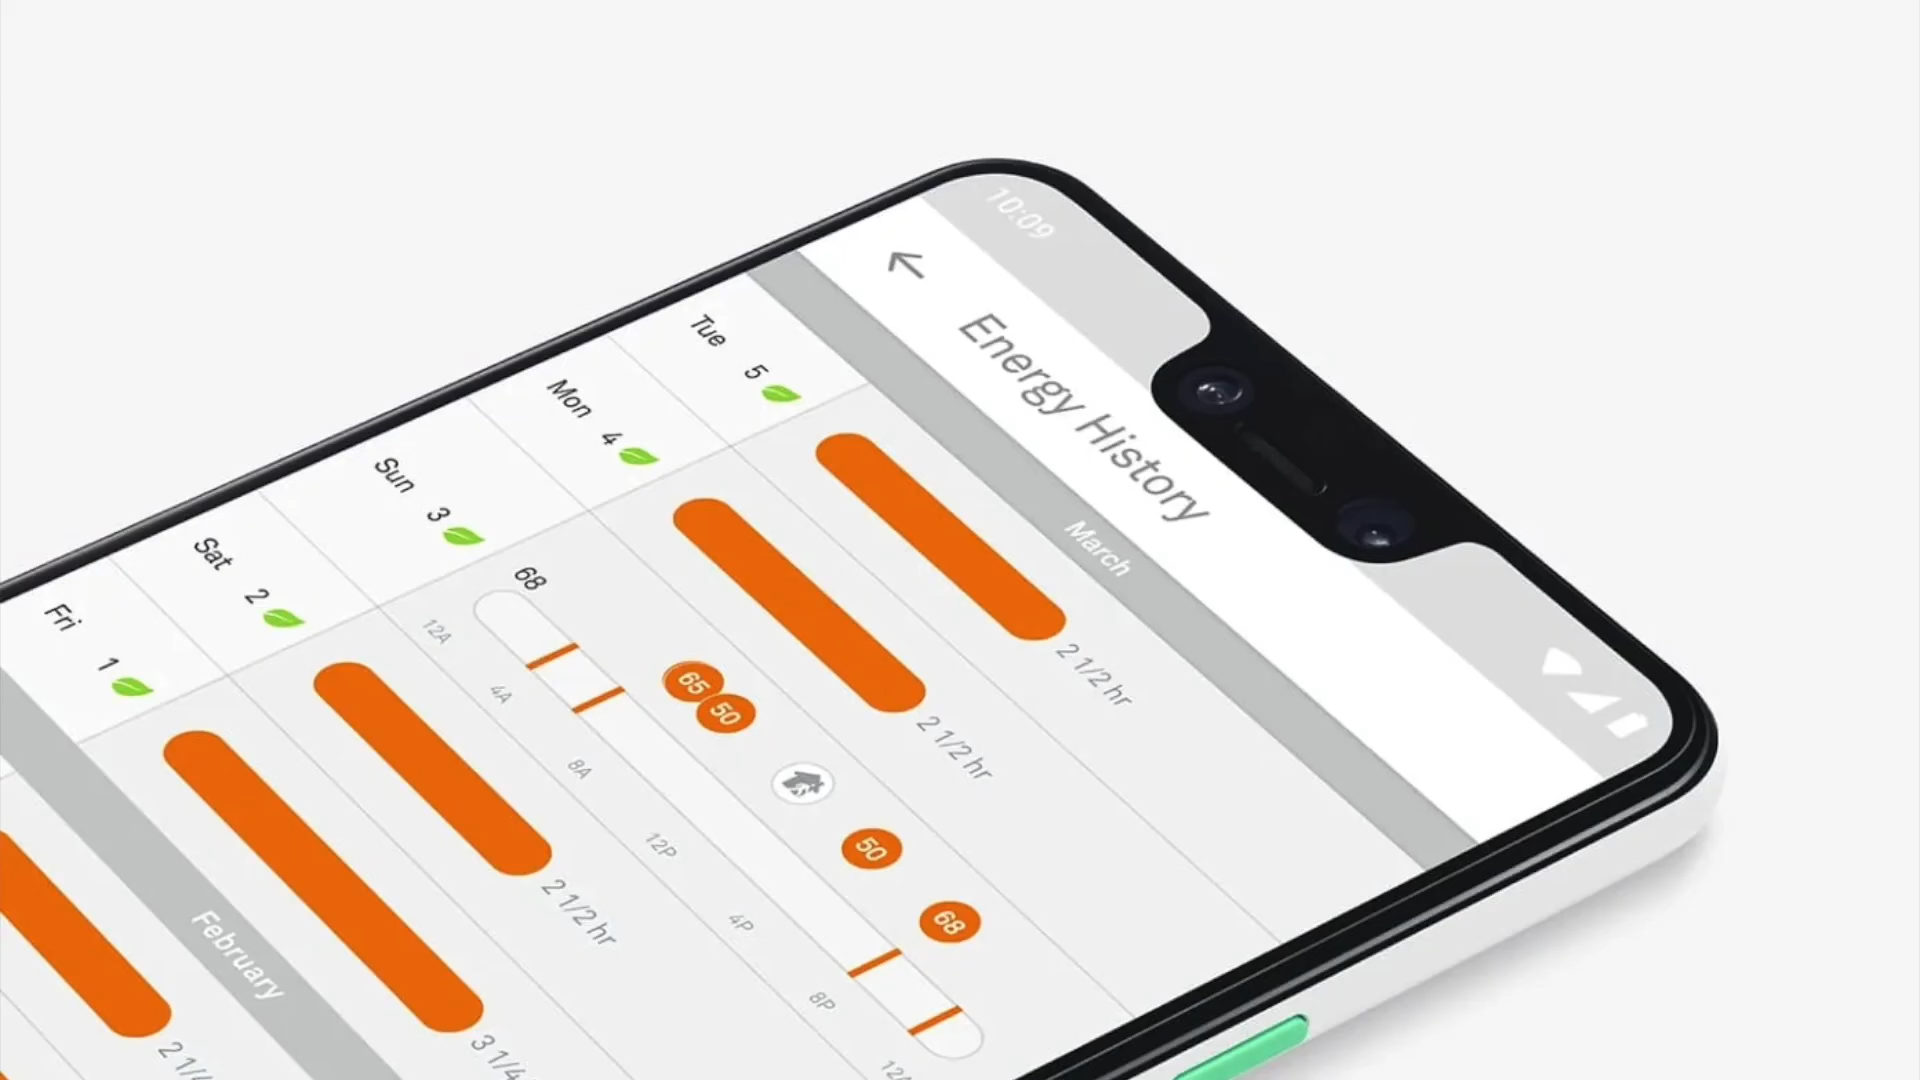 10:09
Energy History
March
Tue 5
2 1/2 hr
Mon 4
2 1/2 hr
Sun 3
68
65 50 50 68
12A 4A 8A 12P 4P 8P
Sat 2
2 1/2 hr
Fri 1
3 1/4
February
2 1/